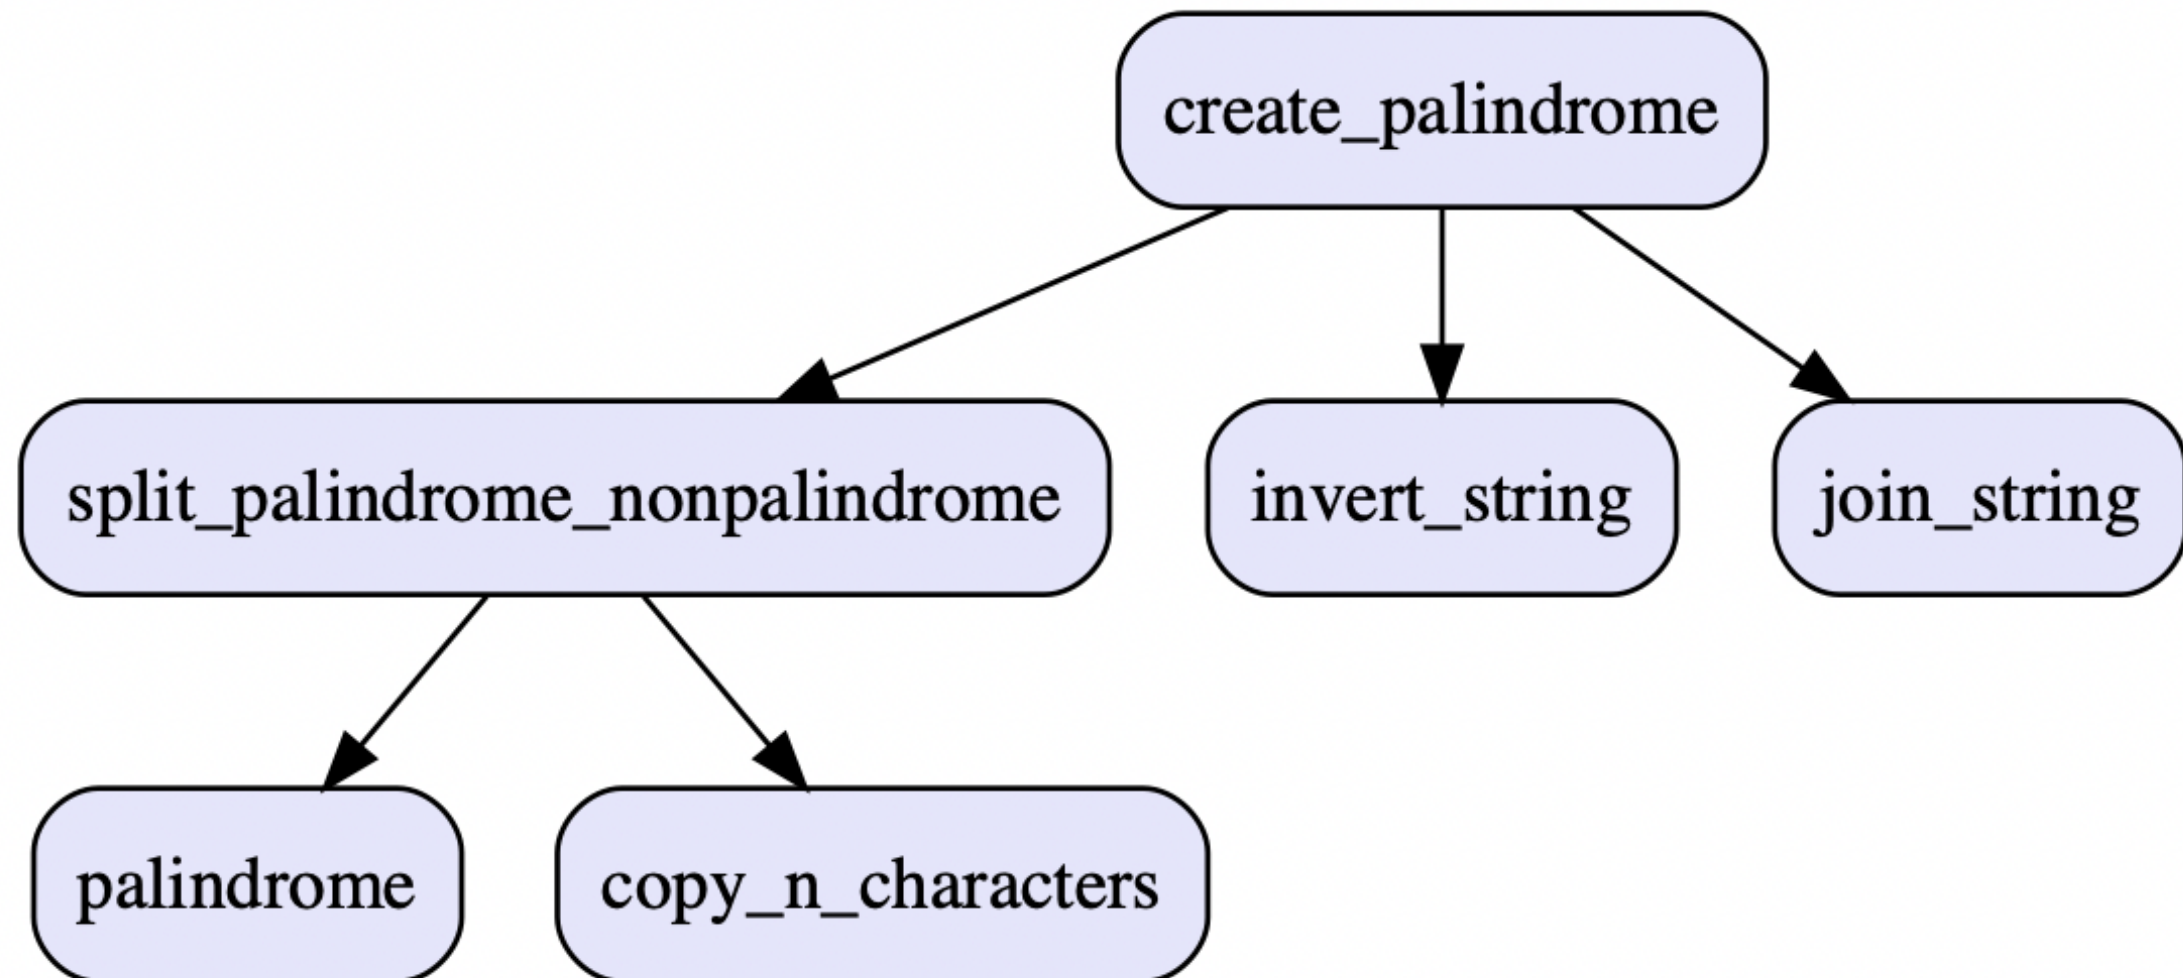 create_palindrome
split_palindrome_nonpalindrome
invert_string
join_string
palindrome
copy_n_characters